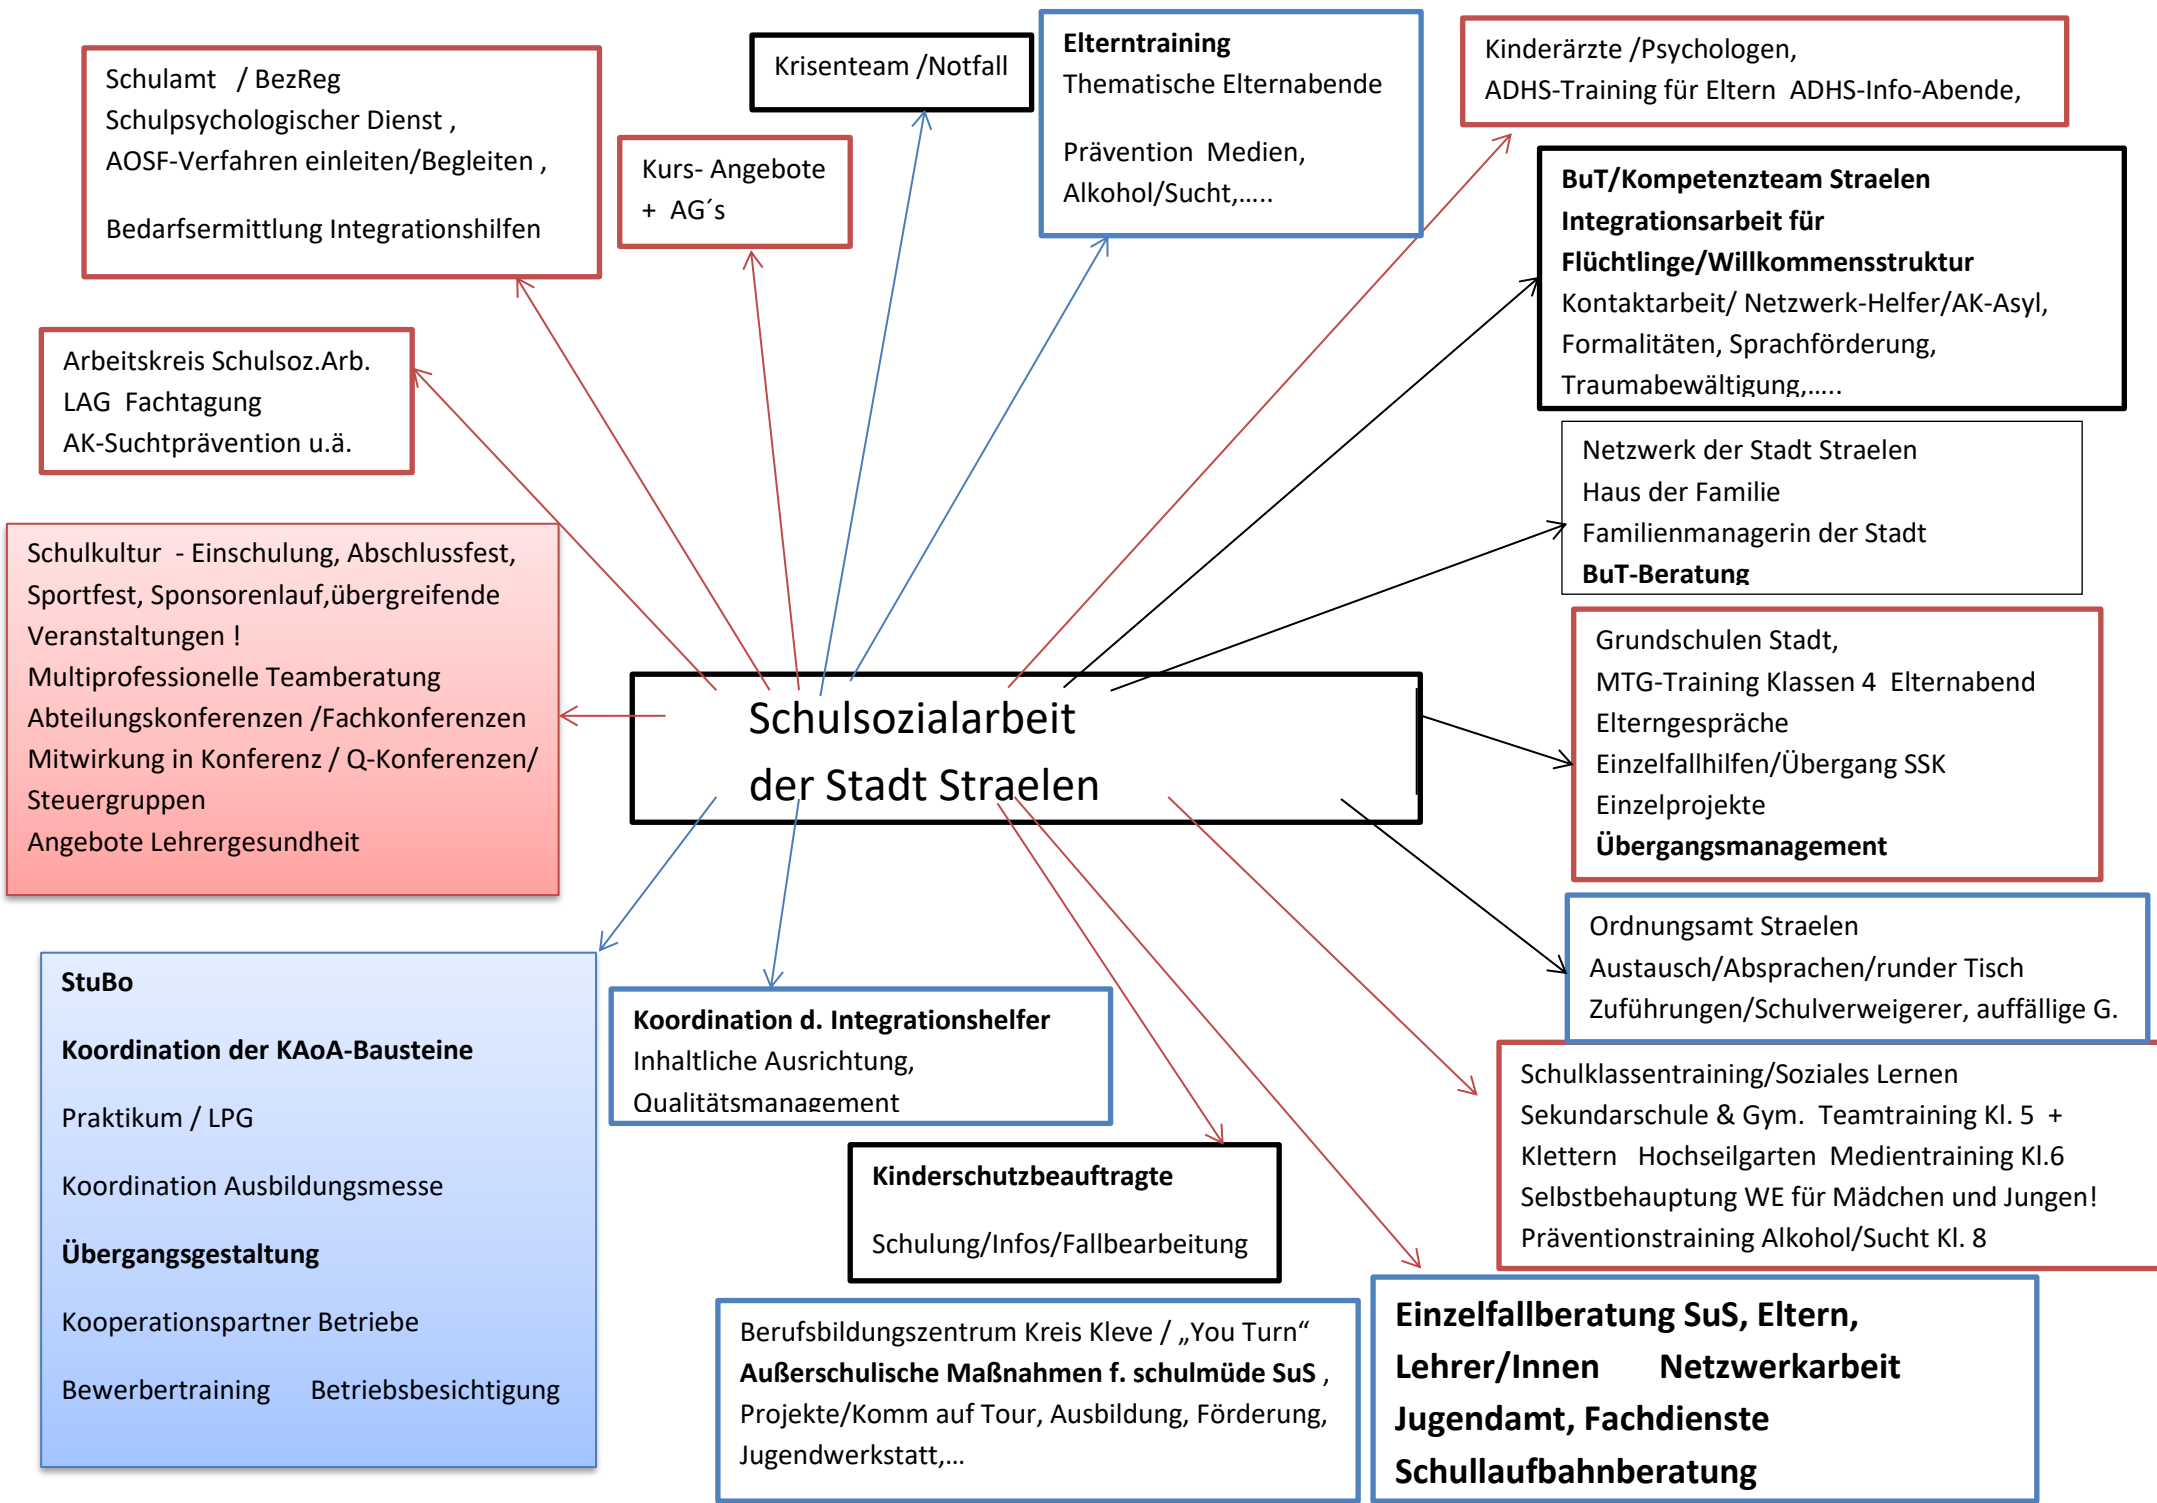 Schulamt / BezReg
Schulpsychologischer Dienst ,
AOSF-Verfahren einleiten/Begleiten ,
Bedarfsermittlung Integrationshilfen
Krisenteam /Notfall
Kurs- Angebote
+ AG´s
Elterntraining
Thematische Elternabende
Prävention Medien,
Alkohol/Sucht,…..
Kinderärzte /Psychologen,
ADHS-Training für Eltern ADHS-Info-Abende,
BuT/Kompetenzteam Straelen
Integrationsarbeit für
Flüchtlinge/Willkommensstruktur
Kontaktarbeit/ Netzwerk-Helfer/AK-Asyl,
Formalitäten, Sprachförderung,
Traumabewältigung,…..
Arbeitskreis Schulsoz.Arb.
LAG Fachtagung
AK-Suchtprävention u.ä.
Netzwerk der Stadt Straelen
Haus der Familie
Familienmanagerin der Stadt
BuT-Beratung
Schulkultur - Einschulung, Abschlussfest,
Sportfest, Sponsorenlauf,übergreifende
Veranstaltungen !
Multiprofessionelle Teamberatung
Abteilungskonferenzen /Fachkonferenzen
Mitwirkung in Konferenz / Q-Konferenzen/
Steuergruppen
Angebote Lehrergesundheit
Schulsozialarbeit
der Stadt Straelen
Grundschulen Stadt,
MTG-Training Klassen 4 Elternabend
Elterngespräche
Einzelfallhilfen/Übergang SSK
Einzelprojekte
Übergangsmanagement
Ordnungsamt Straelen
Austausch/Absprachen/runder Tisch
Zuführungen/Schulverweigerer, auffällige G.
StuBo
Koordination der KAoA-Bausteine
Praktikum / LPG
Koordination Ausbildungsmesse
Übergangsgestaltung
Kooperationspartner Betriebe
Bewerbertraining Betriebsbesichtigung
Koordination d. Integrationshelfer
Inhaltliche Ausrichtung,
Qualitätsmanagement
Schulklassentraining/Soziales Lernen
Sekundarschule & Gym. Teamtraining Kl. 5 +
Klettern Hochseilgarten Medientraining Kl.6
Selbstbehauptung WE für Mädchen und Jungen!
Präventionstraining Alkohol/Sucht Kl. 8
Kinderschutzbeauftragte
Schulung/Infos/Fallbearbeitung
Berufsbildungszentrum Kreis Kleve / „You Turn“
Außerschulische Maßnahmen f. schulmüde SuS ,
Projekte/Komm auf Tour, Ausbildung, Förderung,
Jugendwerkstatt,…
Einzelfallberatung SuS, Eltern,
Lehrer/Innen Netzwerkarbeit
Jugendamt, Fachdienste
Schullaufbahnberatung